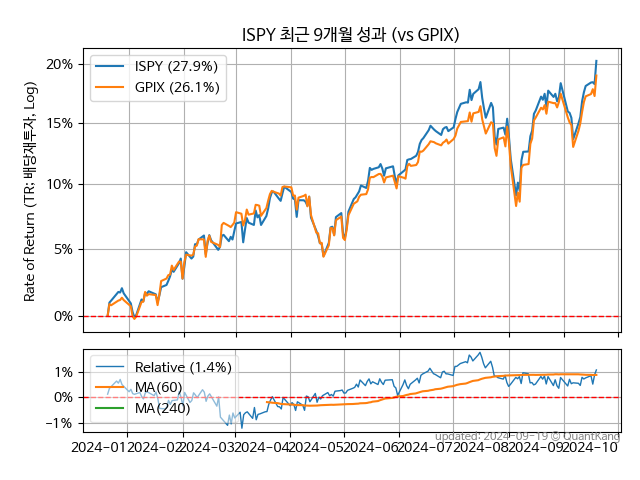 ISPY 최근 9개월 성과 (vs GPIX)
Rate of Return (TR: 배당재투자, Log)
20%
15%
10%
5%
0%
ISPY (27.9%)
GPIX (26.1%)
1%
0%
−1%
Relative (1.4%)
MA(60)
MA(240)
updated: 2024-09-19 © QuantKang
2024-01 2024-02 2024-03 2024-04 2024-05 2024-06 2024-07 2024-08 2024-09 2024-10